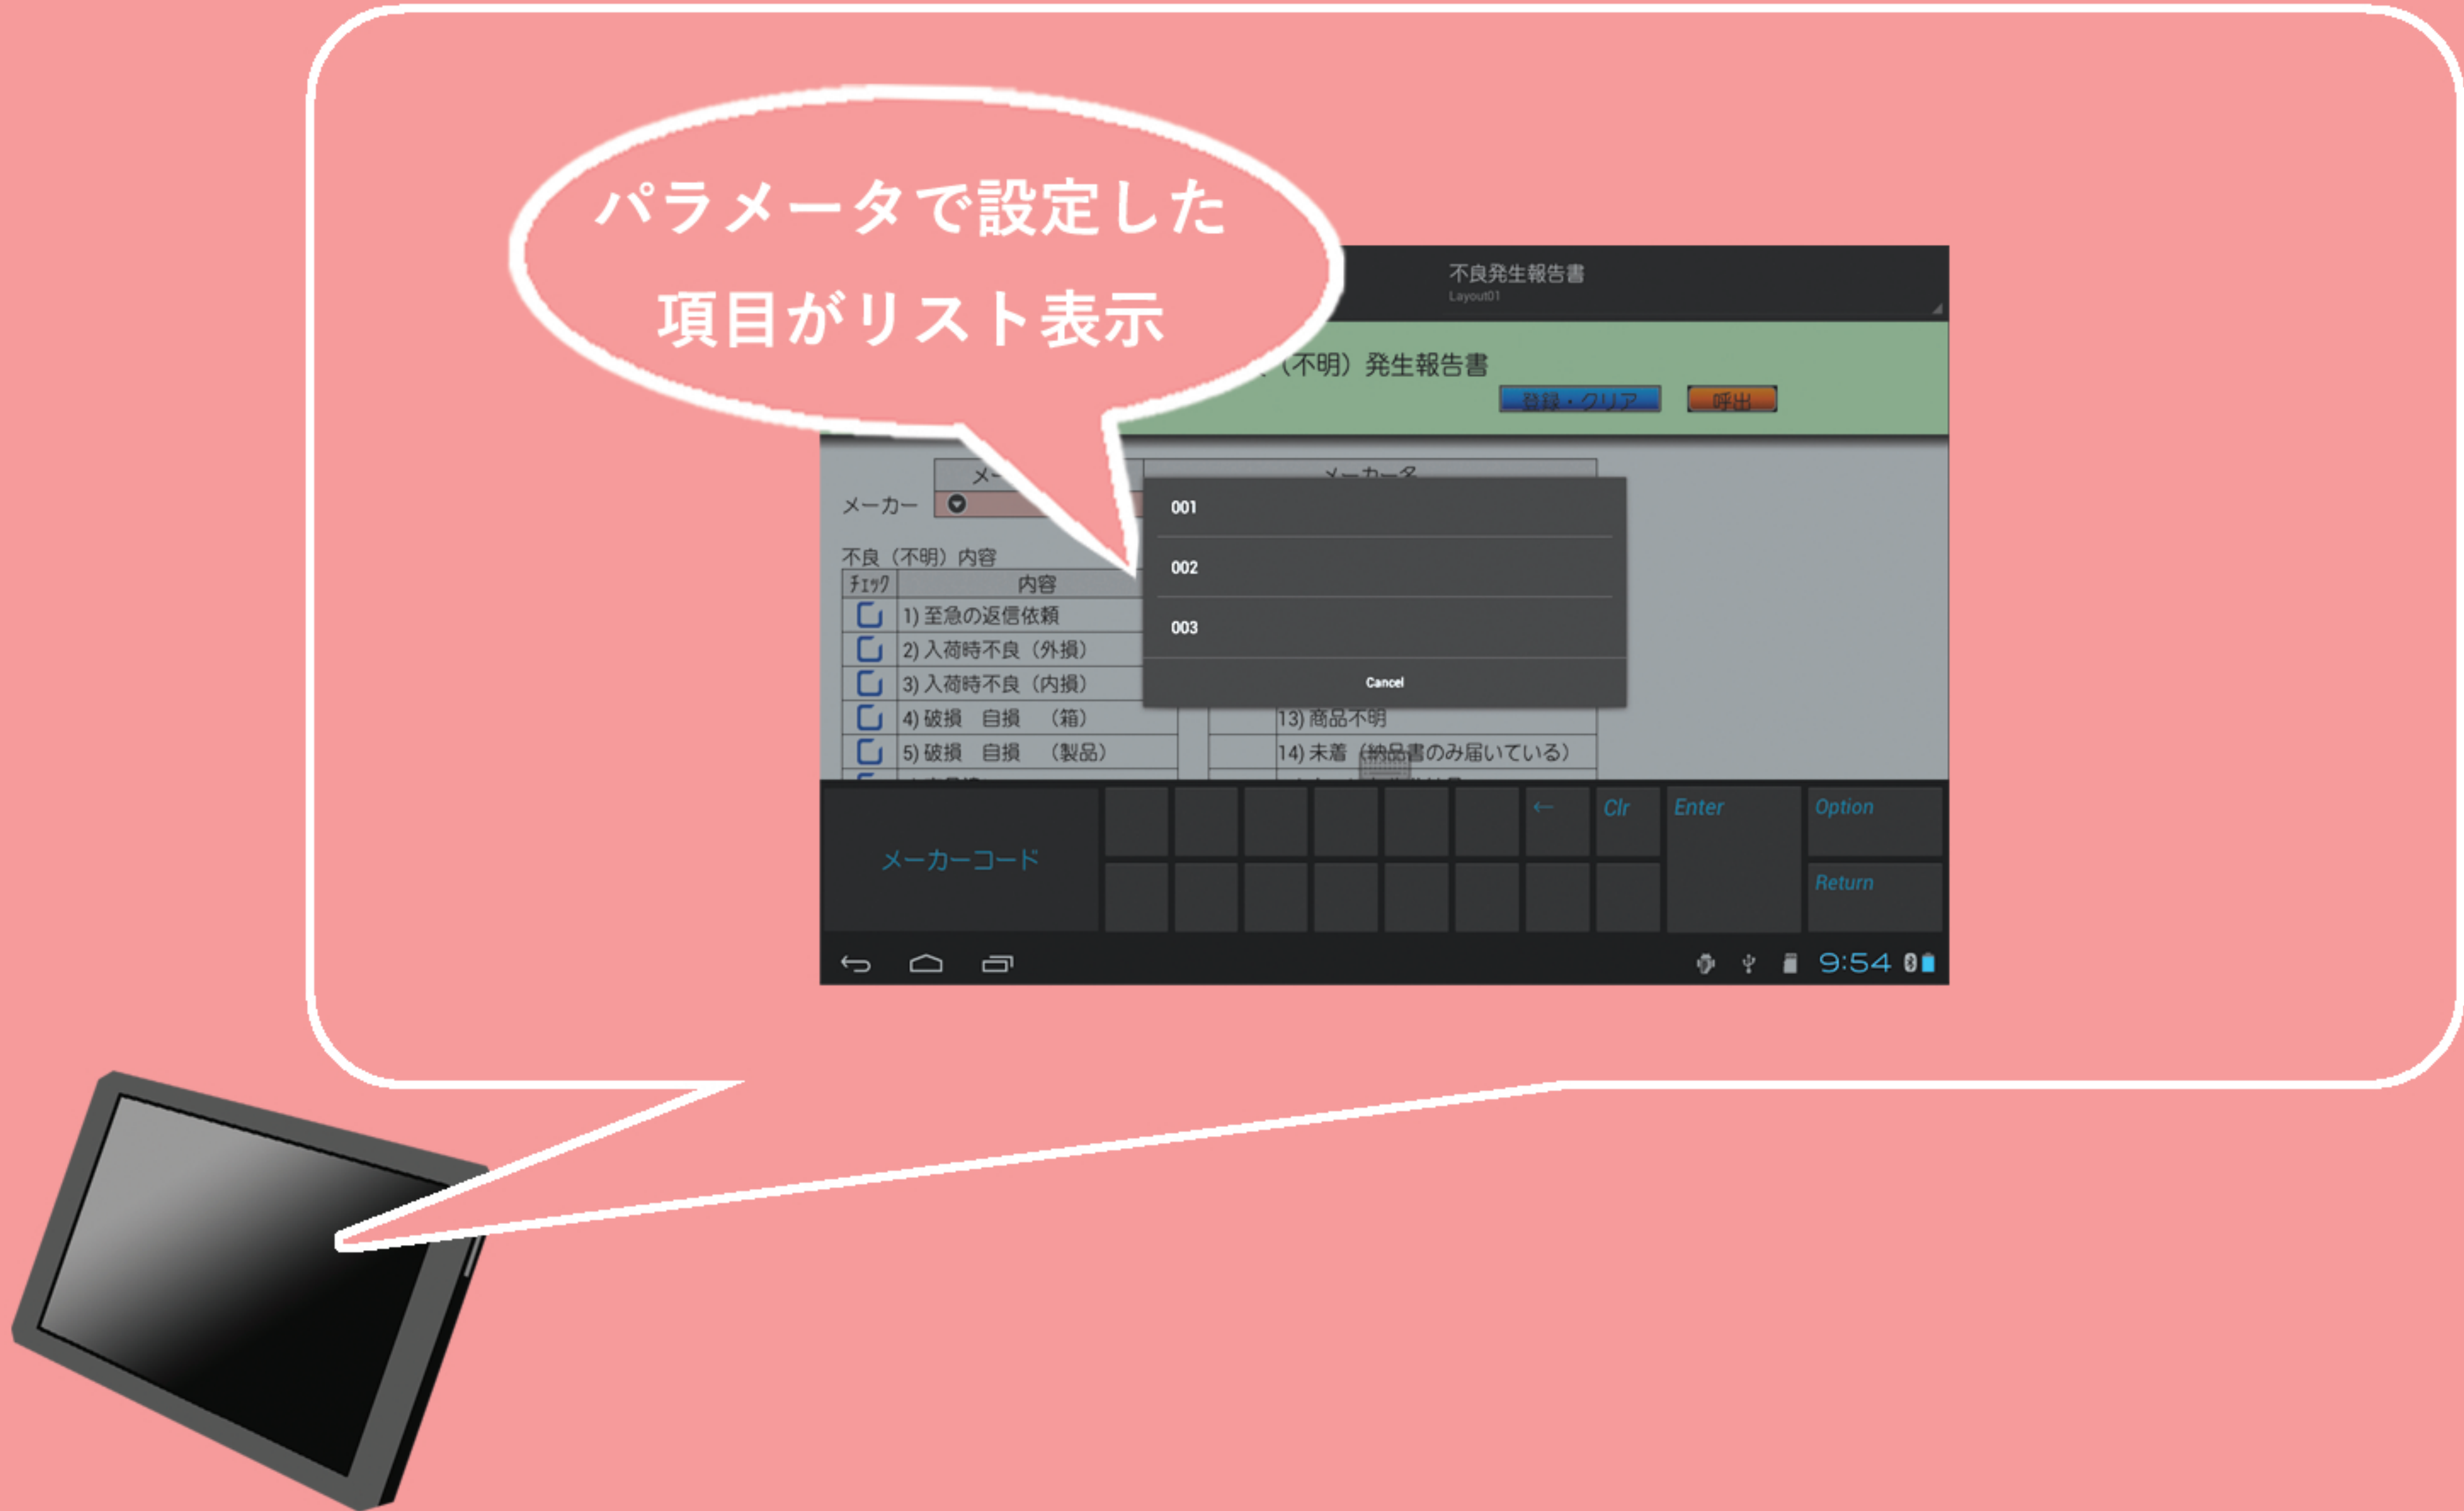 パラメータで設定した
項目がリスト表示
不良発生報告書
Layout01
（不明）発生報告書
登録・クリア
呼出
メーカー名
メーカー
001
002
003
Cancel
不良（不明）内容
ﾁｪｯｸ
内容
1) 至急の返信依頼
2) 入荷時不良（外損）
3) 入荷時不良（内損）
4) 破損　自損　（箱）
13) 商品不明
5) 破損　自損　（製品）
14) 未着（納品書のみ届いている）
メーカーコード
←
Clr
Enter
Option
Return
9:54